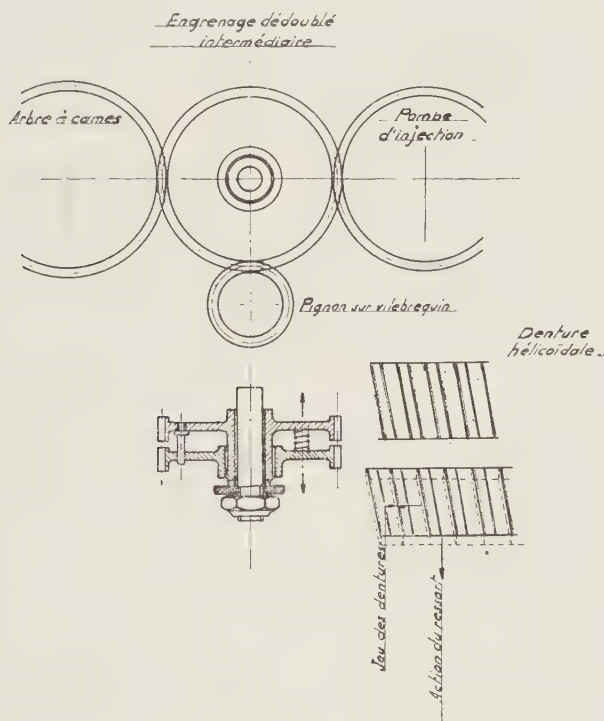 Engrenage dédoublé
intermédiaire
Arbre à cames
Pompe
d'injection
Pignon sur vilebrequin
Denture
hélicoïdale
Jeu des dentures
Action du ressort